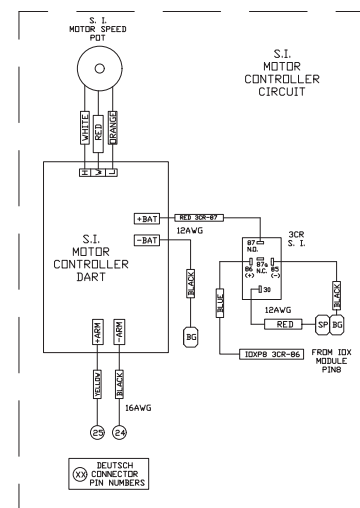 S. I.
MOTOR SPEED
POT
S.I.
MOTOR
CONTROLLER
CIRCUIT
WHITE
RED
ORANGE
H
W
L
+BAT
RED 3CR-87
12AWG
-BAT
S.I.
MOTOR
CONTROLLER
DART
BLACK
BG
87
N.O.
3CR
S. I.
86
(+)
87a
N.C.
85
(-)
30
BLUE
BLACK
12AWG
RED
SP
BG
IOXP8 3CR-86
FROM IOX
MODULE
PIN8
+ARM
-ARM
YELLOW
BLACK
16AWG
25
24
XX
DEUTSCH
CONNECTOR
PIN NUMBERS